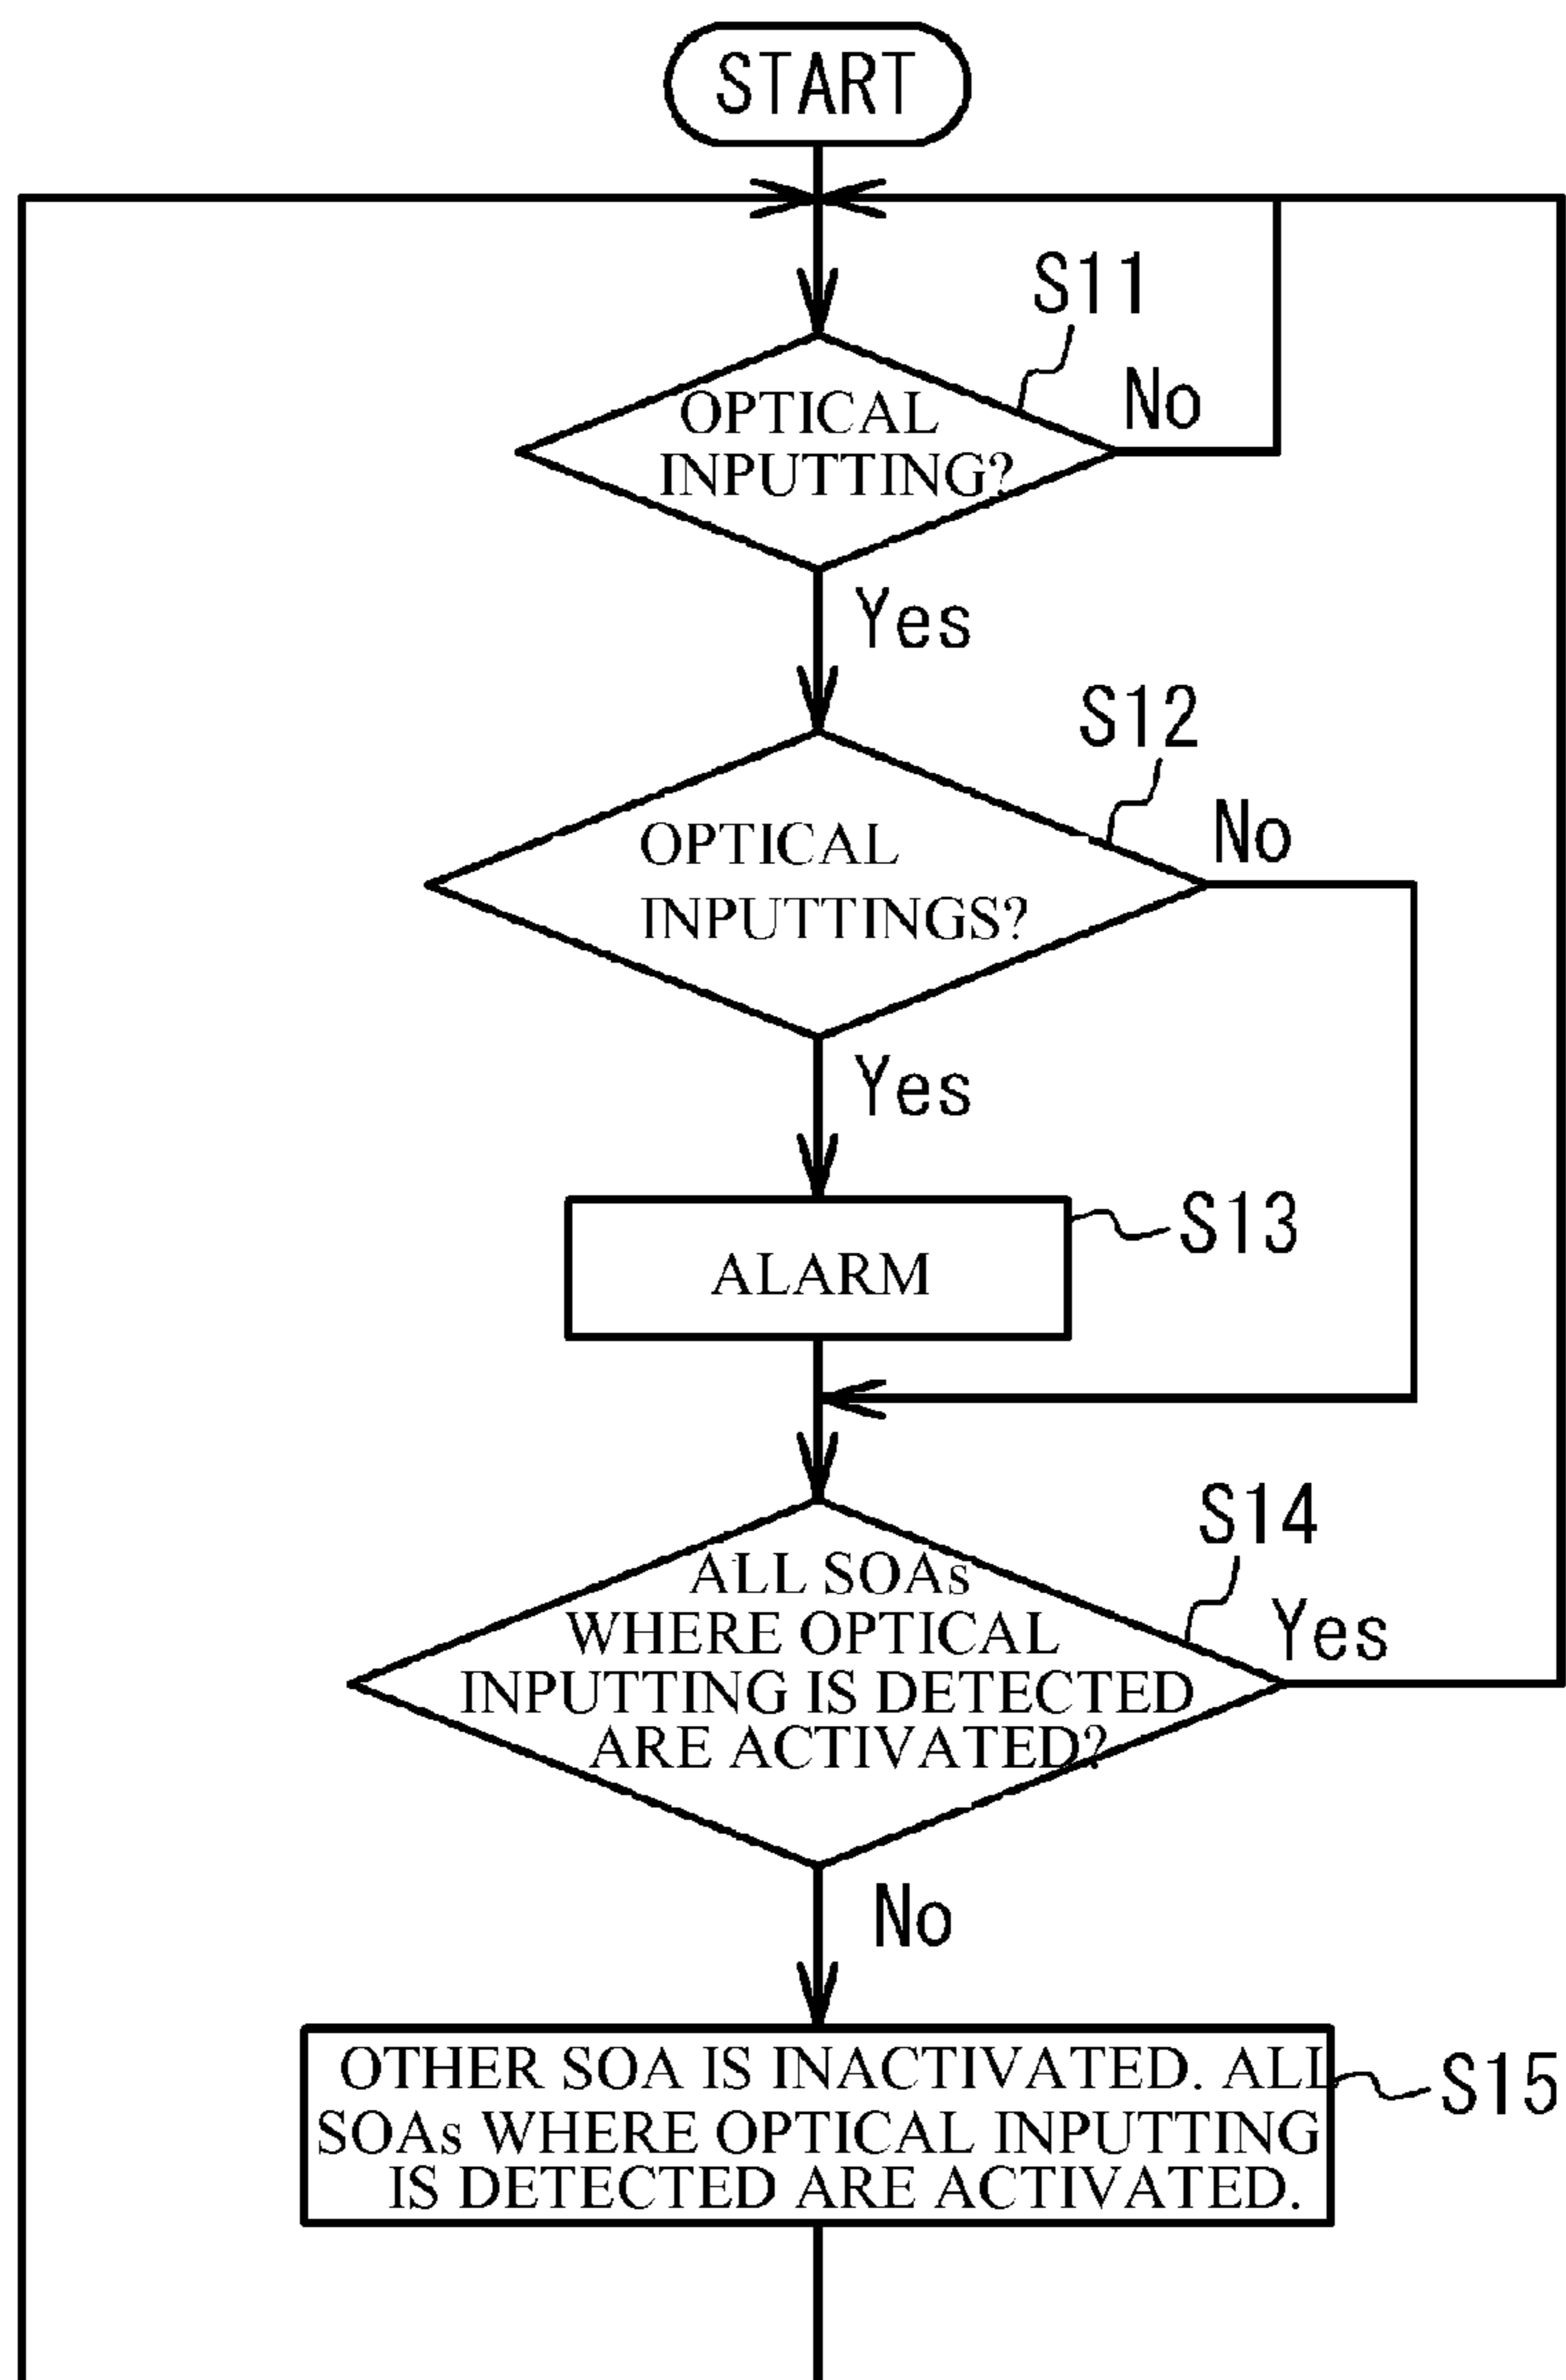 START
S11
No
OPTICAL
INPUTTING?
Yes
S12
No
OPTICAL
INPUTTINGS?
Yes
S13
ALARM
S14
Yes
ALL SOAs
WHERE OPTICAL
INPUTTING IS DETECTED
ARE ACTIVATED?
No
OTHER SOA IS INACTIVATED. ALL
SOAs WHERE OPTICAL INPUTTING
IS DETECTED ARE ACTIVATED.
S15